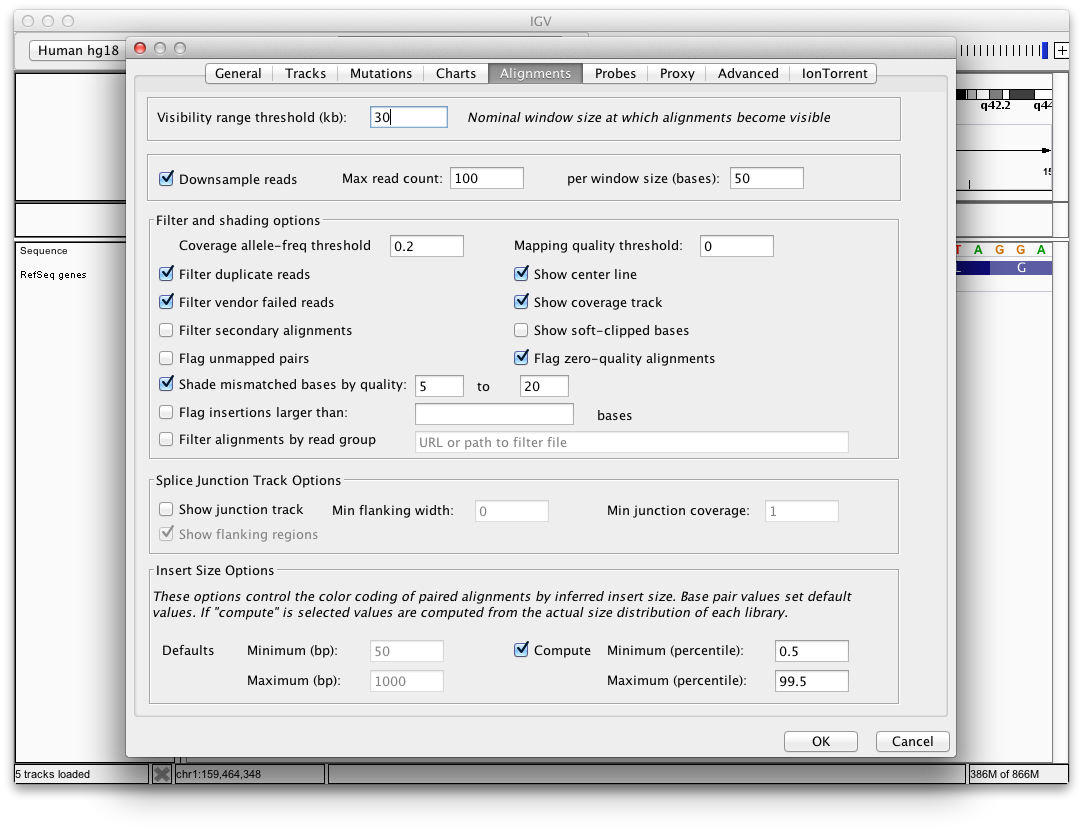 IGV
Human hg18
General Tracks Mutations Charts Alignments Probes Proxy Advanced IonTorrent
Visibility range threshold (kb): 30 Nominal window size at which alignments become visible
q42.2 q44
Downsample reads Max read count: 100 per window size (bases): 50
15
Filter and shading options
Coverage allele-freq threshold 0.2 Mapping quality threshold: 0
Sequence
T A G G A
RefSeq genes
L G
Filter duplicate reads Show center line
Filter vendor failed reads Show coverage track
Filter secondary alignments Show soft-clipped bases
Flag unmapped pairs Flag zero-quality alignments
Shade mismatched bases by quality: 5 to 20
Flag insertions larger than: bases
Filter alignments by read group URL or path to filter file
Splice Junction Track Options
Show junction track Min flanking width: 0 Min junction coverage: 1
Show flanking regions
Insert Size Options
These options control the color coding of paired alignments by inferred insert size. Base pair values set default
values. If "compute" is selected values are computed from the actual size distribution of each library.
Defaults Minimum (bp): 50 Compute Minimum (percentile): 0.5
Maximum (bp): 1000 Maximum (percentile): 99.5
OK Cancel
5 tracks loaded chr1:159,464,348 386M of 866M